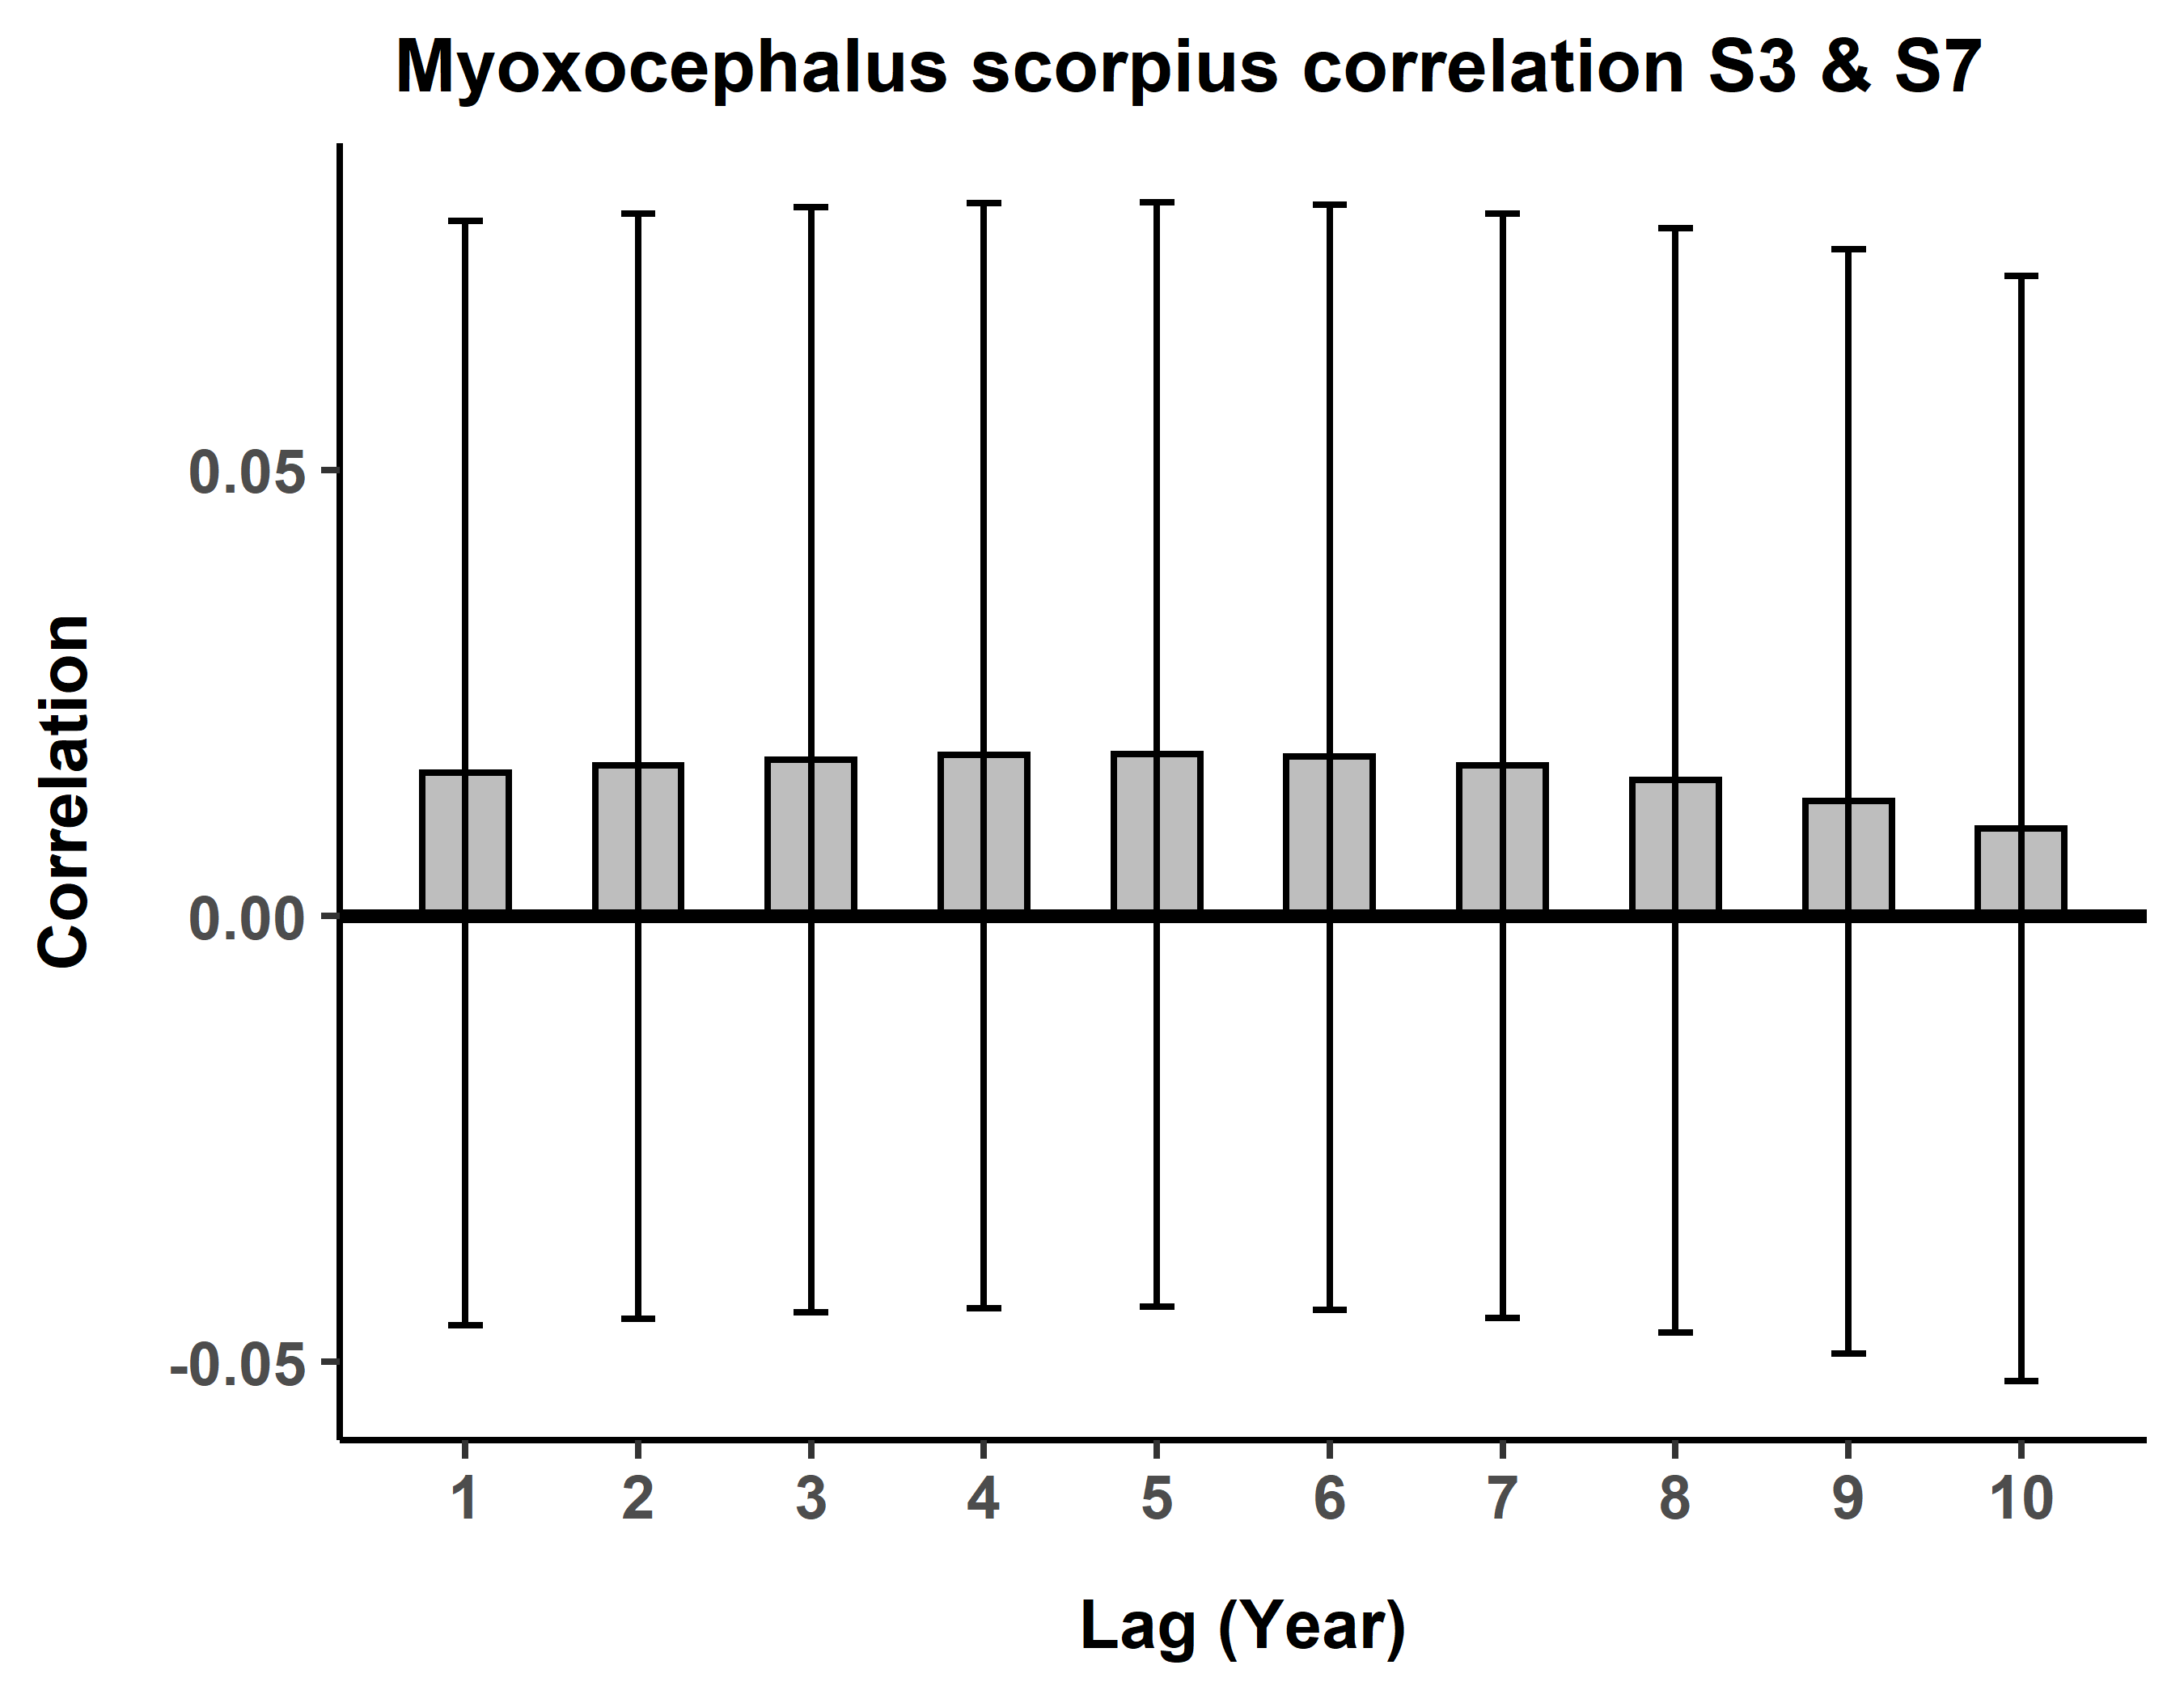 Myoxocephalus scorpius correlation S3 & S7
Correlation
0.05
0.00
-0.05
1 2 3 4 5 6 7 8 9 10
Lag (Year)